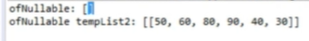 ofNullable: []
ofNullable tempList2: [[50, 60, 80, 90, 40, 30]]